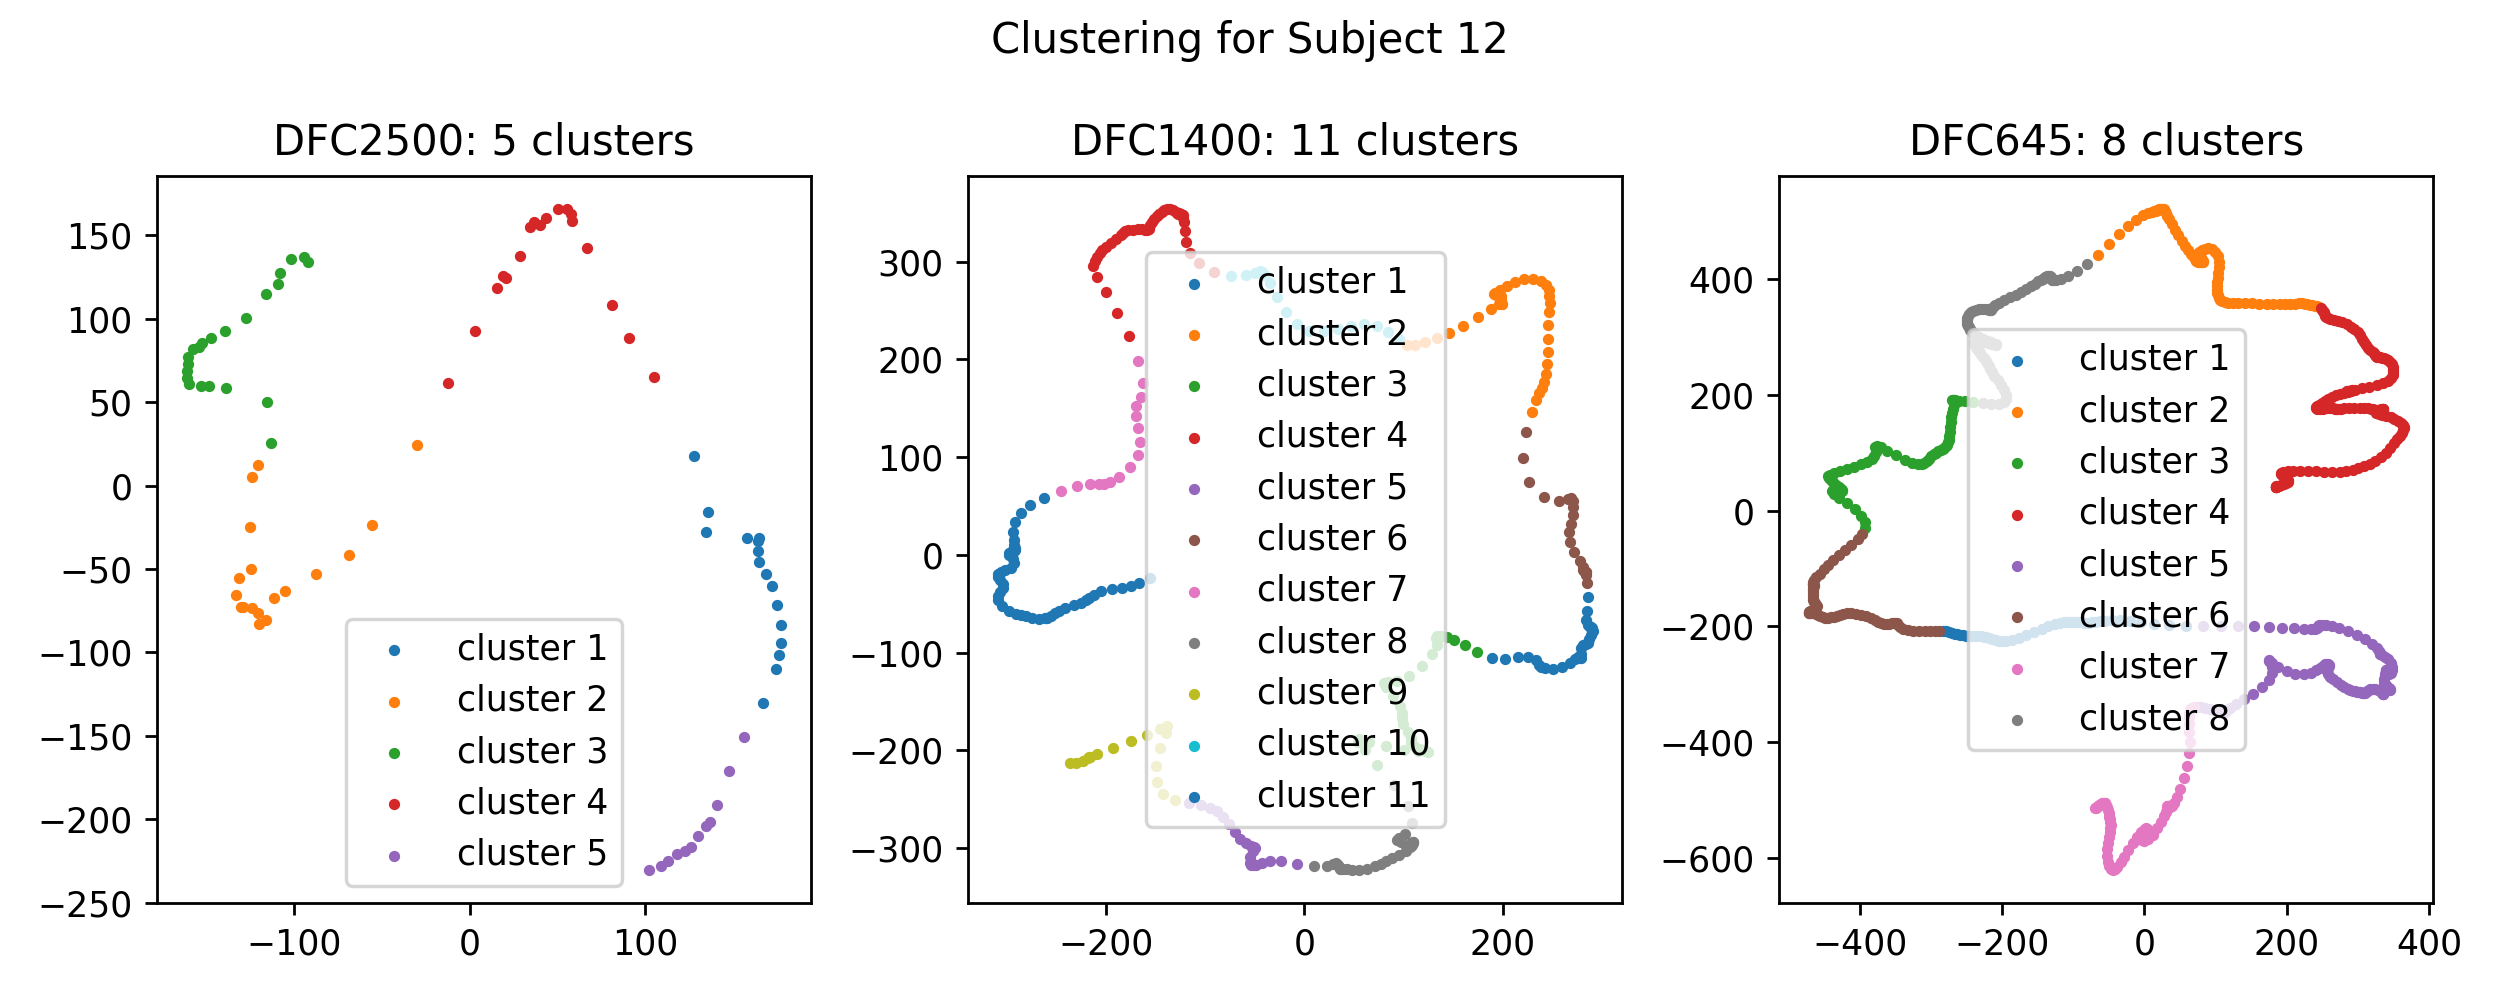 Clustering for Subject 12
DFC2500: 5 clusters
150
100
50
0
−50
−100
−150
−200
−250
−100
0
100
cluster 1
cluster 2
cluster 3
cluster 4
cluster 5
DFC1400: 11 clusters
300
200
100
0
−100
−200
−300
−200
0
200
cluster 1
cluster 2
cluster 3
cluster 4
cluster 5
cluster 6
cluster 7
cluster 8
cluster 9
cluster 10
cluster 11
DFC645: 8 clusters
400
200
0
−200
−400
−600
−400
−200
0
200
400
cluster 1
cluster 2
cluster 3
cluster 4
cluster 5
cluster 6
cluster 7
cluster 8